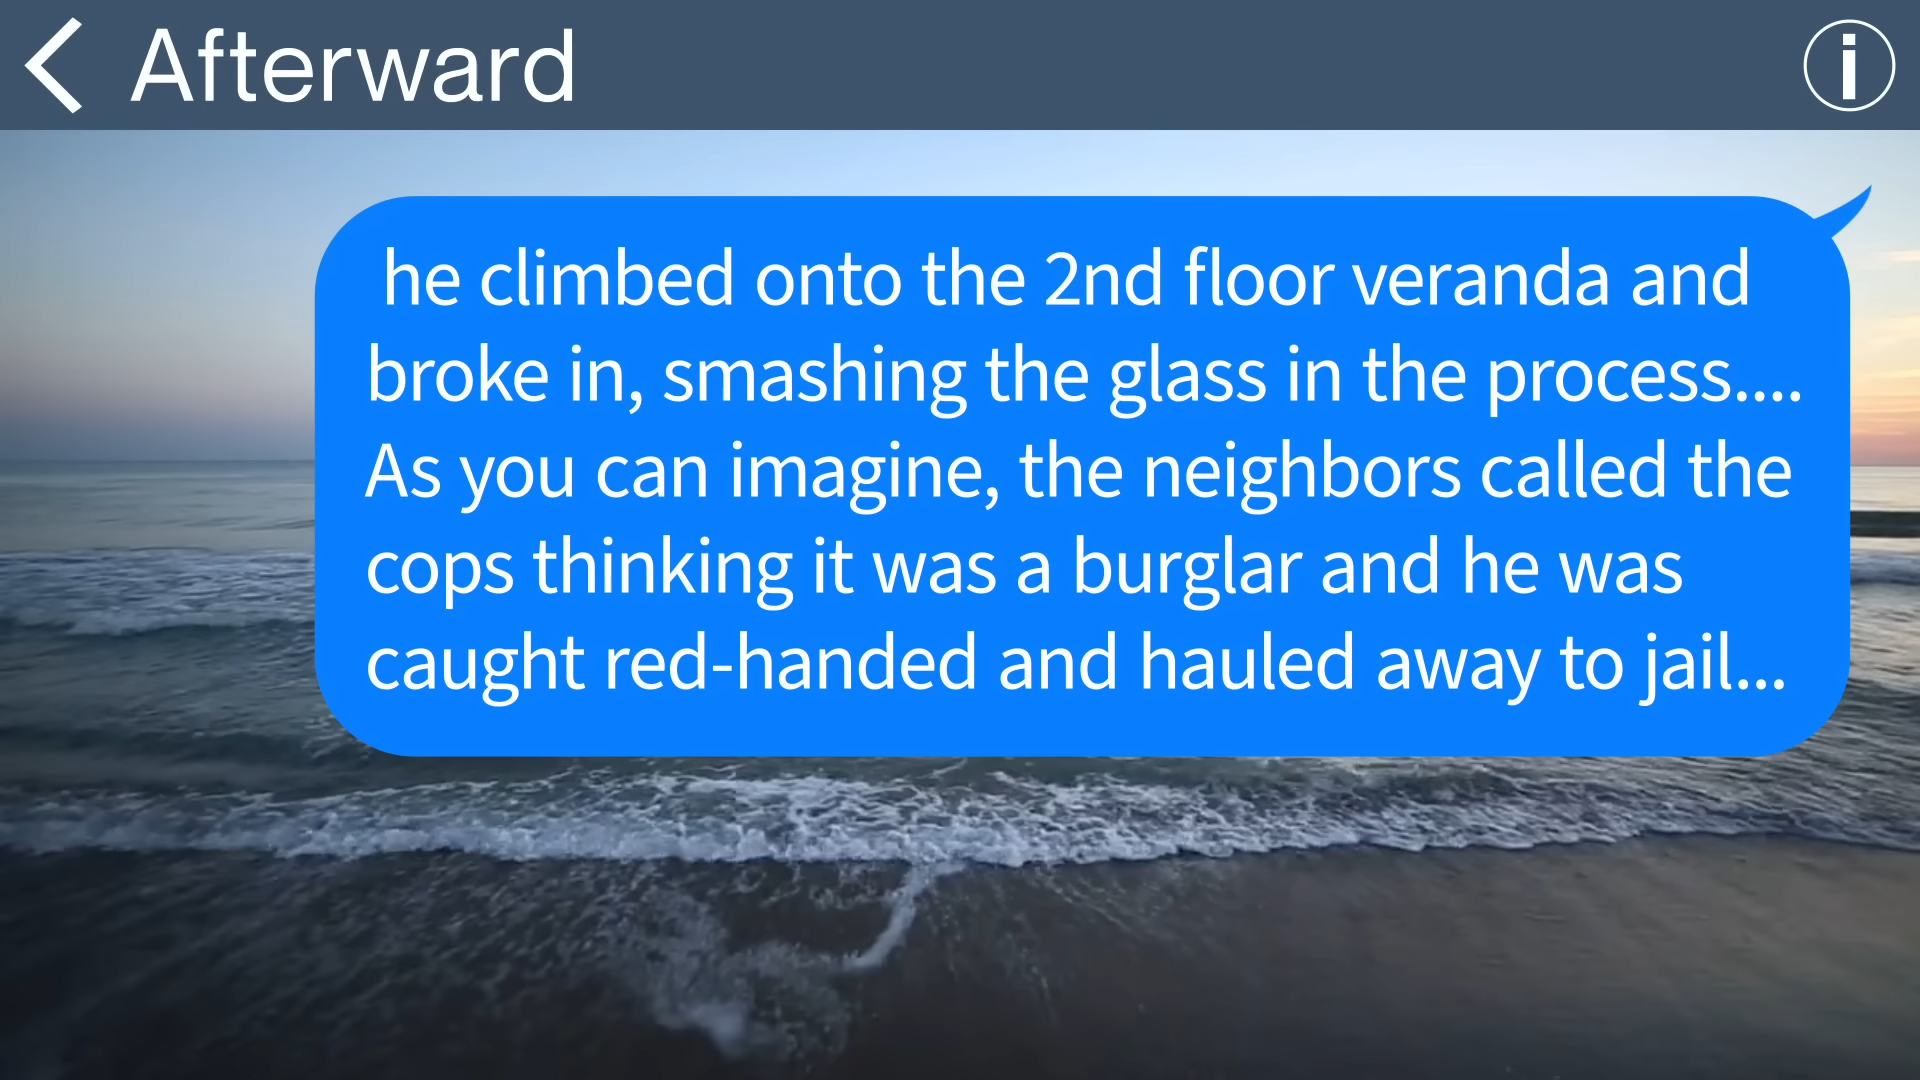 Afterward
he climbed onto the 2nd floor veranda and
broke in, smashing the glass in the process....
As you can imagine, the neighbors called the
cops thinking it was a burglar and he was
caught red-handed and hauled away to jail...